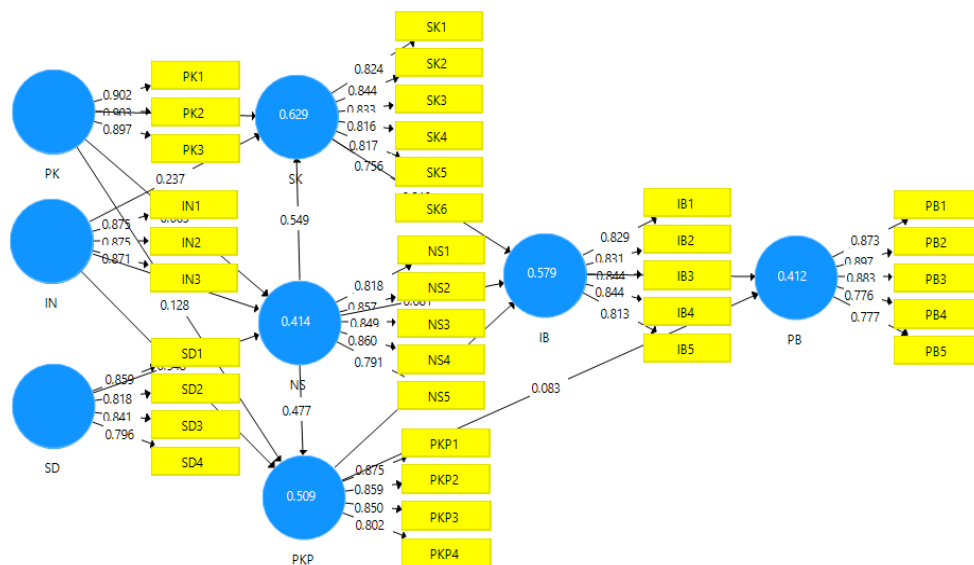 PK1
PK2
PK3
0.902
0.903
0.897
PK
0.629
SK
0.824
0.844
0.833
0.816
0.817
0.756
SK1
SK2
SK3
SK4
SK5
SK6
0.237
0.549
IN1
IN2
IN3
0.875
0.875
0.871
IN
0.128
0.414
NS
0.818
0.857
0.849
0.860
0.791
NS1
NS2
NS3
NS4
NS5
0.477
SD1
SD2
SD3
SD4
0.859
0.818
0.841
0.796
SD
0.509
PKP
0.875
0.859
0.850
0.802
PKP1
PKP2
PKP3
PKP4
0.579
IB
0.829
0.831
0.844
0.844
0.813
IB1
IB2
IB3
IB4
IB5
0.083
0.412
PB
0.873
0.897
0.883
0.776
0.777
PB1
PB2
PB3
PB4
PB5